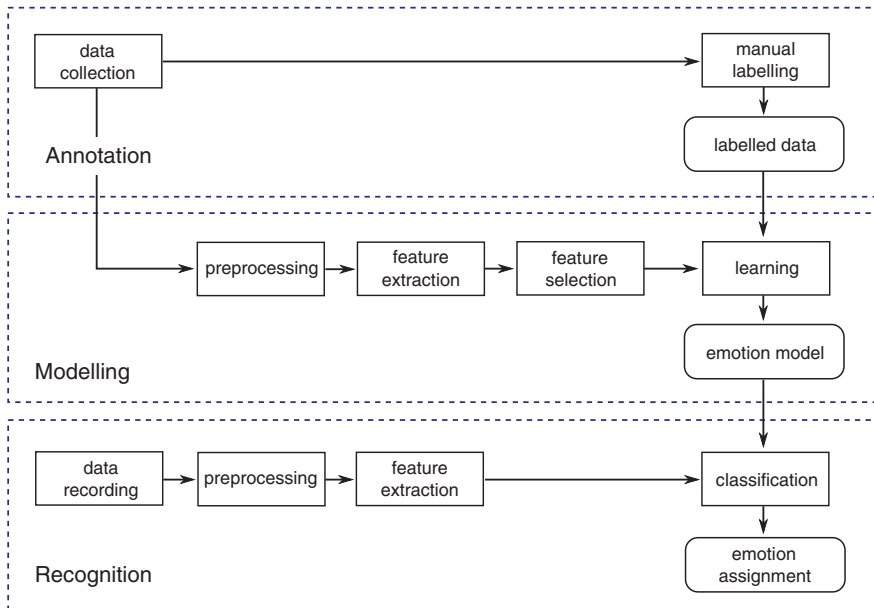 data
collection
manual
labelling
labelled data
Annotation
preprocessing
feature
extraction
feature
selection
learning
emotion model
Modelling
data
recording
preprocessing
feature
extraction
classification
emotion
assignment
Recognition